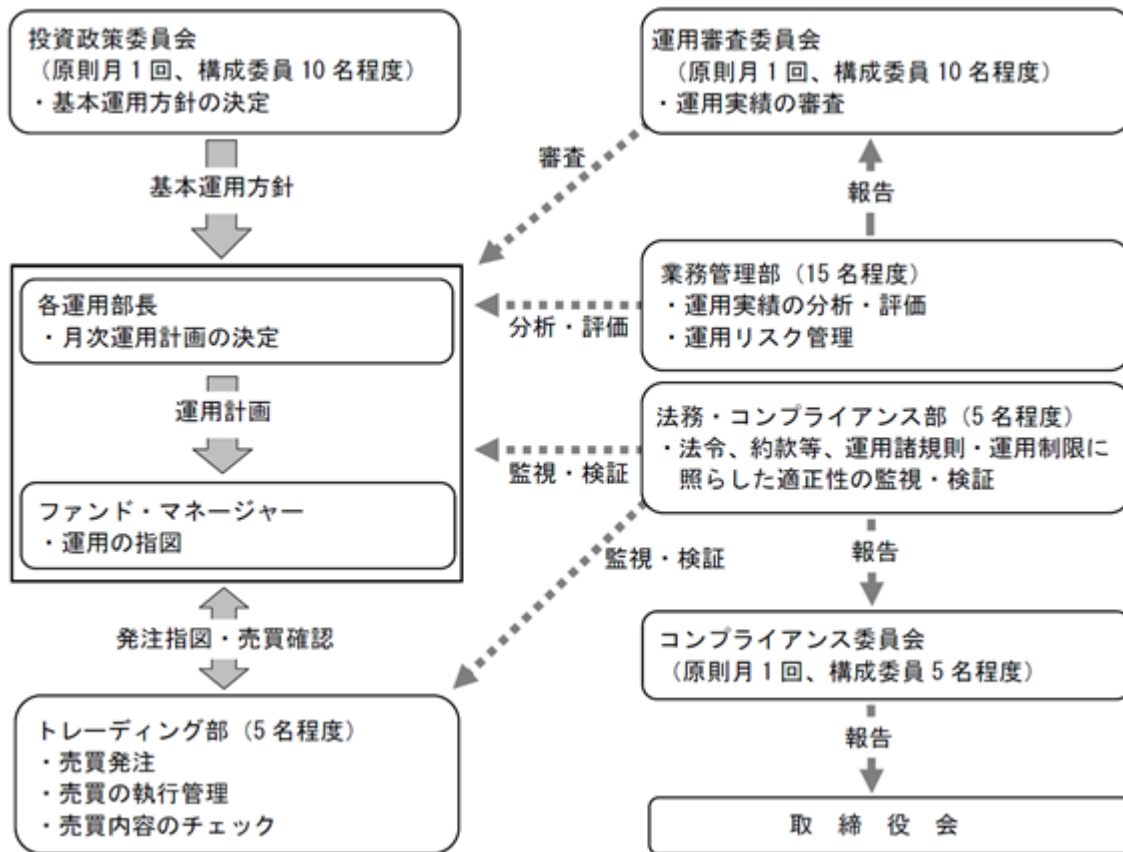 投資政策委員会
（原則月１回、構成委員 10 名程度）
・基本運用方針の決定
基本運用方針
各運用部長
・月次運用計画の決定
運用計画
ファンド・マネージャー
・運用の指図
発注指図・売買確認
トレーディング部（5 名程度）
・売買発注
・売買の執行管理
・売買内容のチェック
運用審査委員会
（原則月１回、構成委員 10 名程度）
・運用実績の審査
審査
報告
業務管理部（15 名程度）
・運用実績の分析・評価
・運用リスク管理
分析・評価
法務・コンプライアンス部（5 名程度）
・法令、約款等、運用諸規則・運用制限に
照らした適正性の監視・検証
監視・検証
監視・検証
報告
コンプライアンス委員会
（原則月１回、構成委員 5 名程度）
報告
取　締　役　会